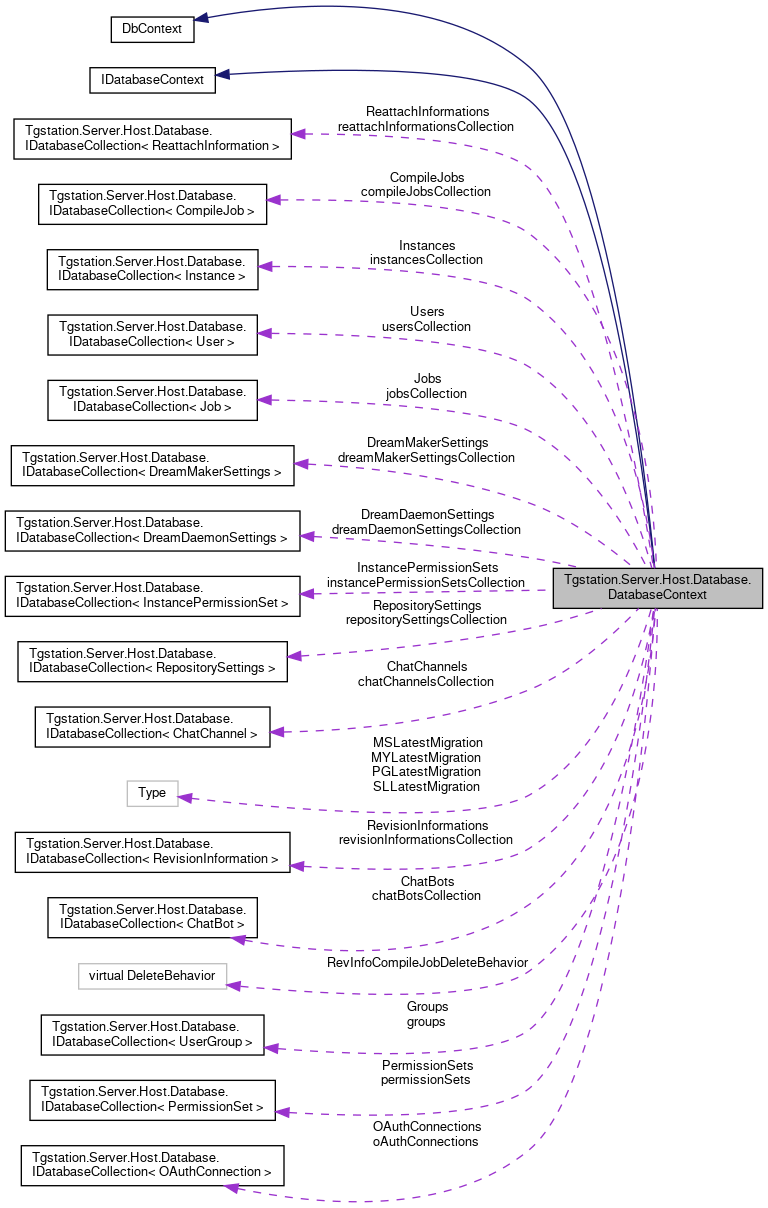 DbContext
IDatabaseContext
ReattachInformations
reattachInformationsCollection
Tgstation.Server.Host.Database.
IDatabaseCollection< ReattachInformation >
CompileJobs
compileJobsCollection
Tgstation.Server.Host.Database.
IDatabaseCollection< CompileJob >
Instances
instancesCollection
Tgstation.Server.Host.Database.
IDatabaseCollection< Instance >
Users
usersCollection
Tgstation.Server.Host.Database.
IDatabaseCollection< User >
Jobs
jobsCollection
Tgstation.Server.Host.Database.
IDatabaseCollection< Job >
DreamMakerSettings
dreamMakerSettingsCollection
Tgstation.Server.Host.Database.
IDatabaseCollection< DreamMakerSettings >
DreamDaemonSettings
dreamDaemonSettingsCollection
Tgstation.Server.Host.Database.
IDatabaseCollection< DreamDaemonSettings >
InstancePermissionSets
instancePermissionSetsCollection
Tgstation.Server.Host.Database.
IDatabaseCollection< InstancePermissionSet >
Tgstation.Server.Host.Database.
DatabaseContext
RepositorySettings
repositorySettingsCollection
Tgstation.Server.Host.Database.
IDatabaseCollection< RepositorySettings >
ChatChannels
chatChannelsCollection
Tgstation.Server.Host.Database.
IDatabaseCollection< ChatChannel >
MSLatestMigration
MYLatestMigration
PGLatestMigration
SLLatestMigration
Type
RevisionInformations
revisionInformationsCollection
Tgstation.Server.Host.Database.
IDatabaseCollection< RevisionInformation >
ChatBots
chatBotsCollection
Tgstation.Server.Host.Database.
IDatabaseCollection< ChatBot >
RevInfoCompileJobDeleteBehavior
virtual DeleteBehavior
Groups
groups
Tgstation.Server.Host.Database.
IDatabaseCollection< UserGroup >
PermissionSets
permissionSets
Tgstation.Server.Host.Database.
IDatabaseCollection< PermissionSet >
OAuthConnections
oAuthConnections
Tgstation.Server.Host.Database.
IDatabaseCollection< OAuthConnection >